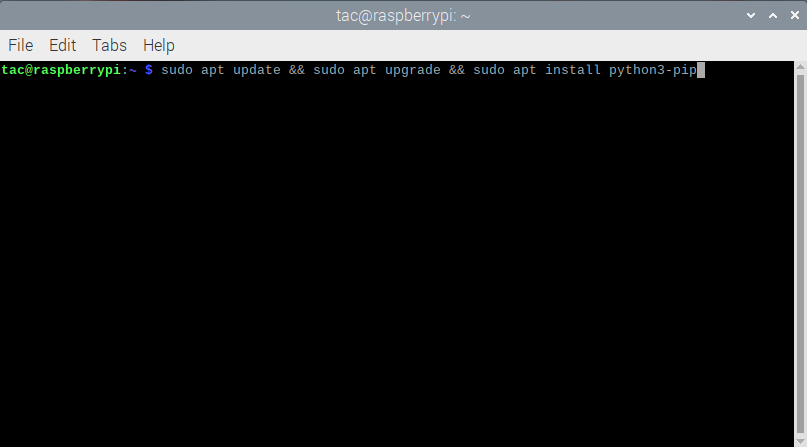 tac@raspberrypi: ~
File Edit Tabs Help
tac@raspberrypi:~ $ sudo apt update && sudo apt upgrade && sudo apt install python3-pip